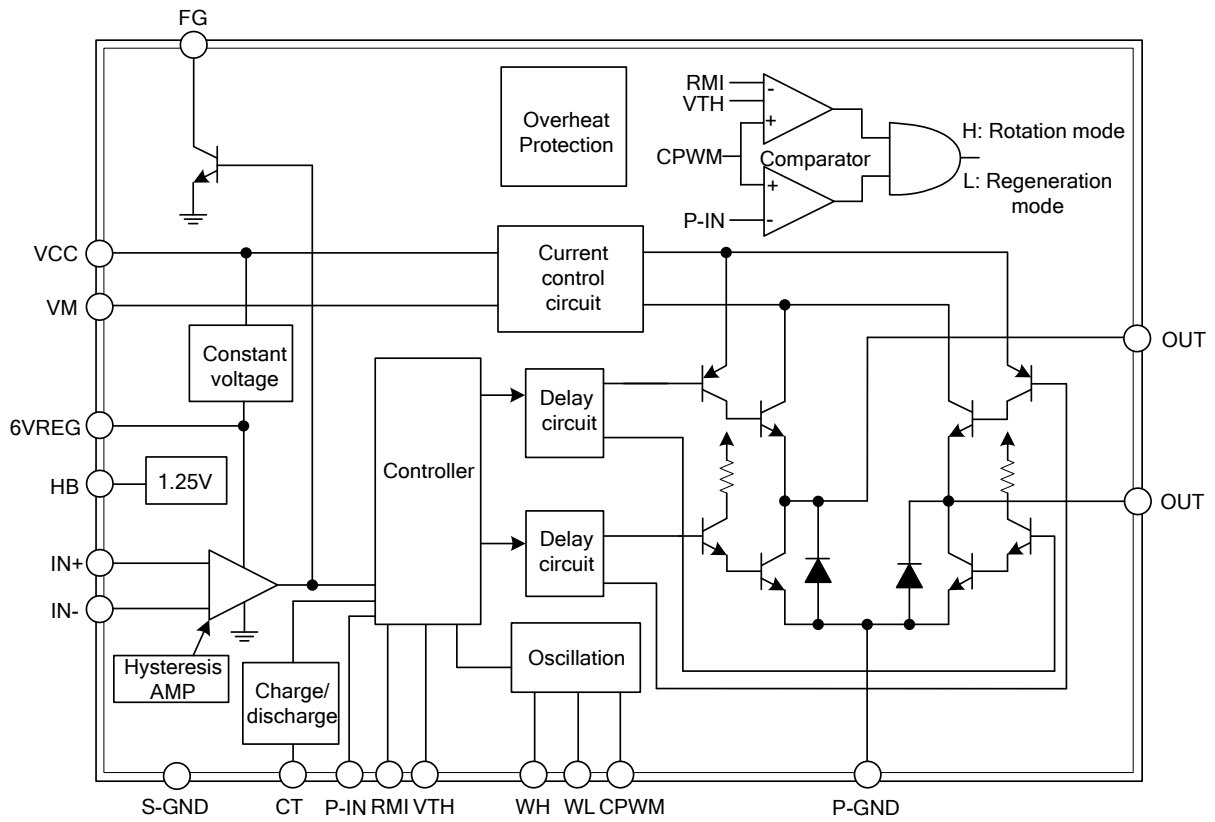 FG
Overheat
Protection
RMI
VTH
CPWM
P-IN
-
+
+
-
Comparator
H: Rotation mode
L: Regeneration
mode
VCC
VM
Current
control
circuit
OUT
Constant
voltage
6VREG
HB
1.25V
Controller
Delay
circuit
Delay
circuit
OUT
IN+
IN-
Hysteresis
AMP
Charge/
discharge
Oscillation
S-GND
CT
P-IN
RMI
VTH
WH
WL
CPWM
P-GND